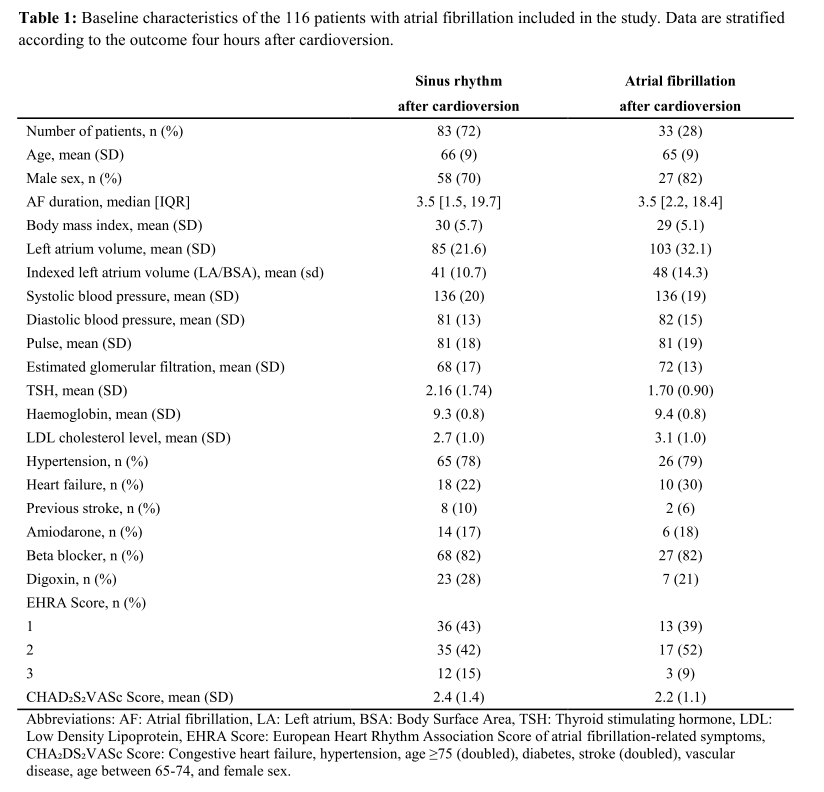 Table 1: Baseline characteristics of the 116 patients with atrial fibrillation included in the study. Data are stratified
according to the outcome four hours after cardioversion.
Sinus rhythm Atrial fibrillation
after cardioversion after cardioversion
Number of patients, n (%) 83 (72) 33 (28)
Age, mean (SD) 66 (9) 65 (9)
Male sex, n (%) 58 (70) 27 (82)
AF duration, median [IQR] 3.5 [1.5, 19.7] 3.5 [2.2, 18.4]
Body mass index, mean (SD) 30 (5.7) 29 (5.1)
Left atrium volume, mean (SD) 85 (21.6) 103 (32.1)
Indexed left atrium volume (LA/BSA), mean (sd) 41 (10.7) 48 (14.3)
Systolic blood pressure, mean (SD) 136 (20) 136 (19)
Diastolic blood pressure, mean (SD) 81 (13) 82 (15)
Pulse, mean (SD) 81 (18) 81 (19)
Estimated glomerular filtration, mean (SD) 68 (17) 72 (13)
TSH, mean (SD) 2.16 (1.74) 1.70 (0.90)
Haemoglobin, mean (SD) 9.3 (0.8) 9.4 (0.8)
LDL cholesterol level, mean (SD) 2.7 (1.0) 3.1 (1.0)
Hypertension, n (%) 65 (78) 26 (79)
Heart failure, n (%) 18 (22) 10 (30)
Previous stroke, n (%) 8 (10) 2 (6)
Amiodarone, n (%) 14 (17) 6 (18)
Beta blocker, n (%) 68 (82) 27 (82)
Digoxin, n (%) 23 (28) 7 (21)
EHRA Score, n (%)
1 36 (43) 13 (39)
2 35 (42) 17 (52)
3 12 (15) 3 (9)
CHAD₂S₂VASc Score, mean (SD) 2.4 (1.4) 2.2 (1.1)
Abbreviations: AF: Atrial fibrillation, LA: Left atrium, BSA: Body Surface Area, TSH: Thyroid stimulating hormone, LDL:
Low Density Lipoprotein, EHRA Score: European Heart Rhythm Association Score of atrial fibrillation-related symptoms,
CHA₂DS₂VASc Score: Congestive heart failure, hypertension, age ≥75 (doubled), diabetes, stroke (doubled), vascular
disease, age between 65-74, and female sex.